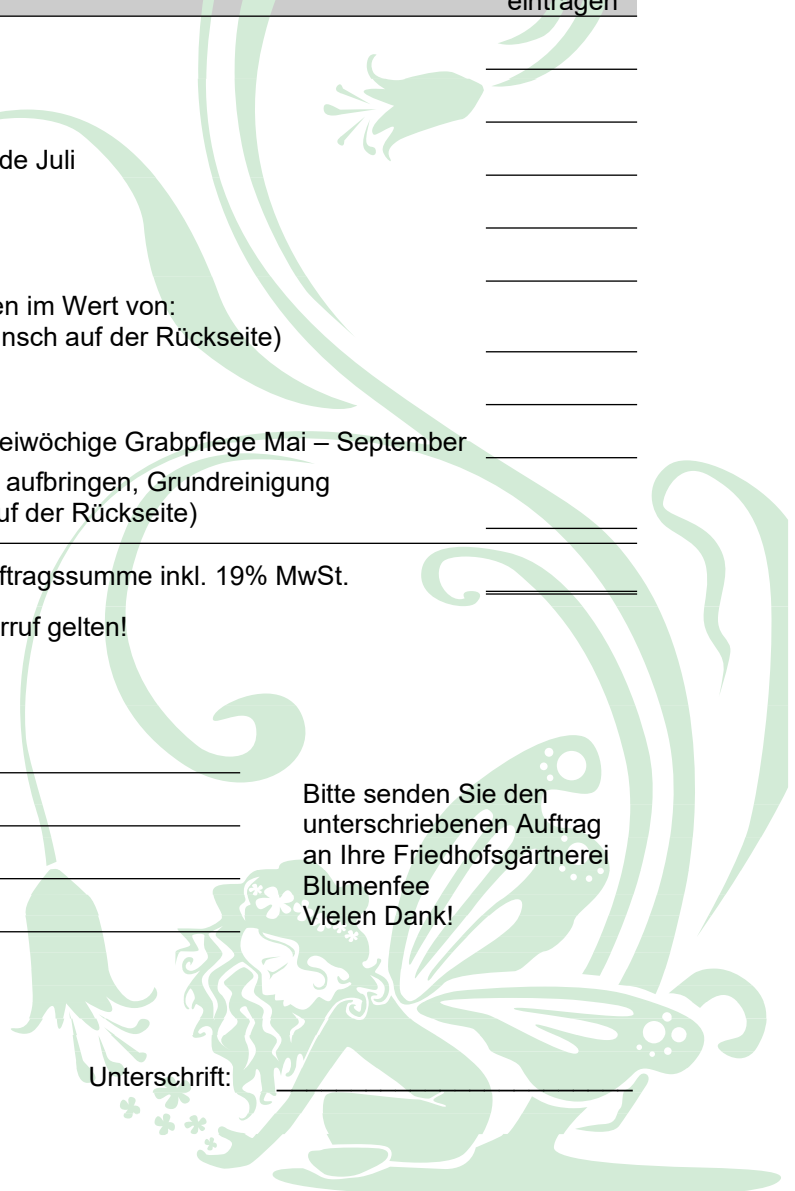 eintragen
de Juli
en im Wert von:
nsch auf der Rückseite)
eiwöchige Grabpflege Mai – September
aufbringen, Grundreinigung
uf der Rückseite)
ftragssumme inkl. 19% MwSt.
rruf gelten!
Bitte senden Sie den
unterschriebenen Auftrag
an Ihre Friedhofsgärtnerei
Blumenfee
Vielen Dank!
Unterschrift: